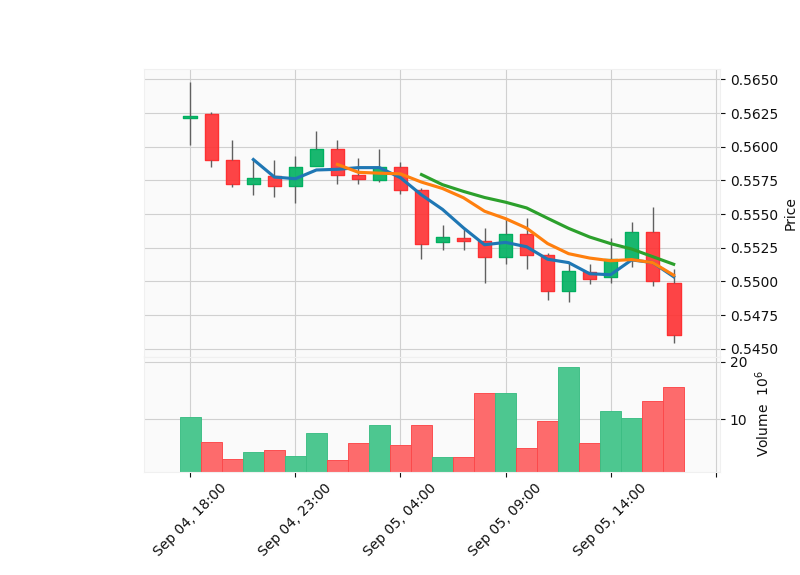 0.5650
0.5625
0.5600
0.5575
0.5550
0.5525
0.5500
0.5475
0.5450
Price
20
10
Volume 10^6
Sep 04, 18:00
Sep 04, 23:00
Sep 05, 04:00
Sep 05, 09:00
Sep 05, 14:00